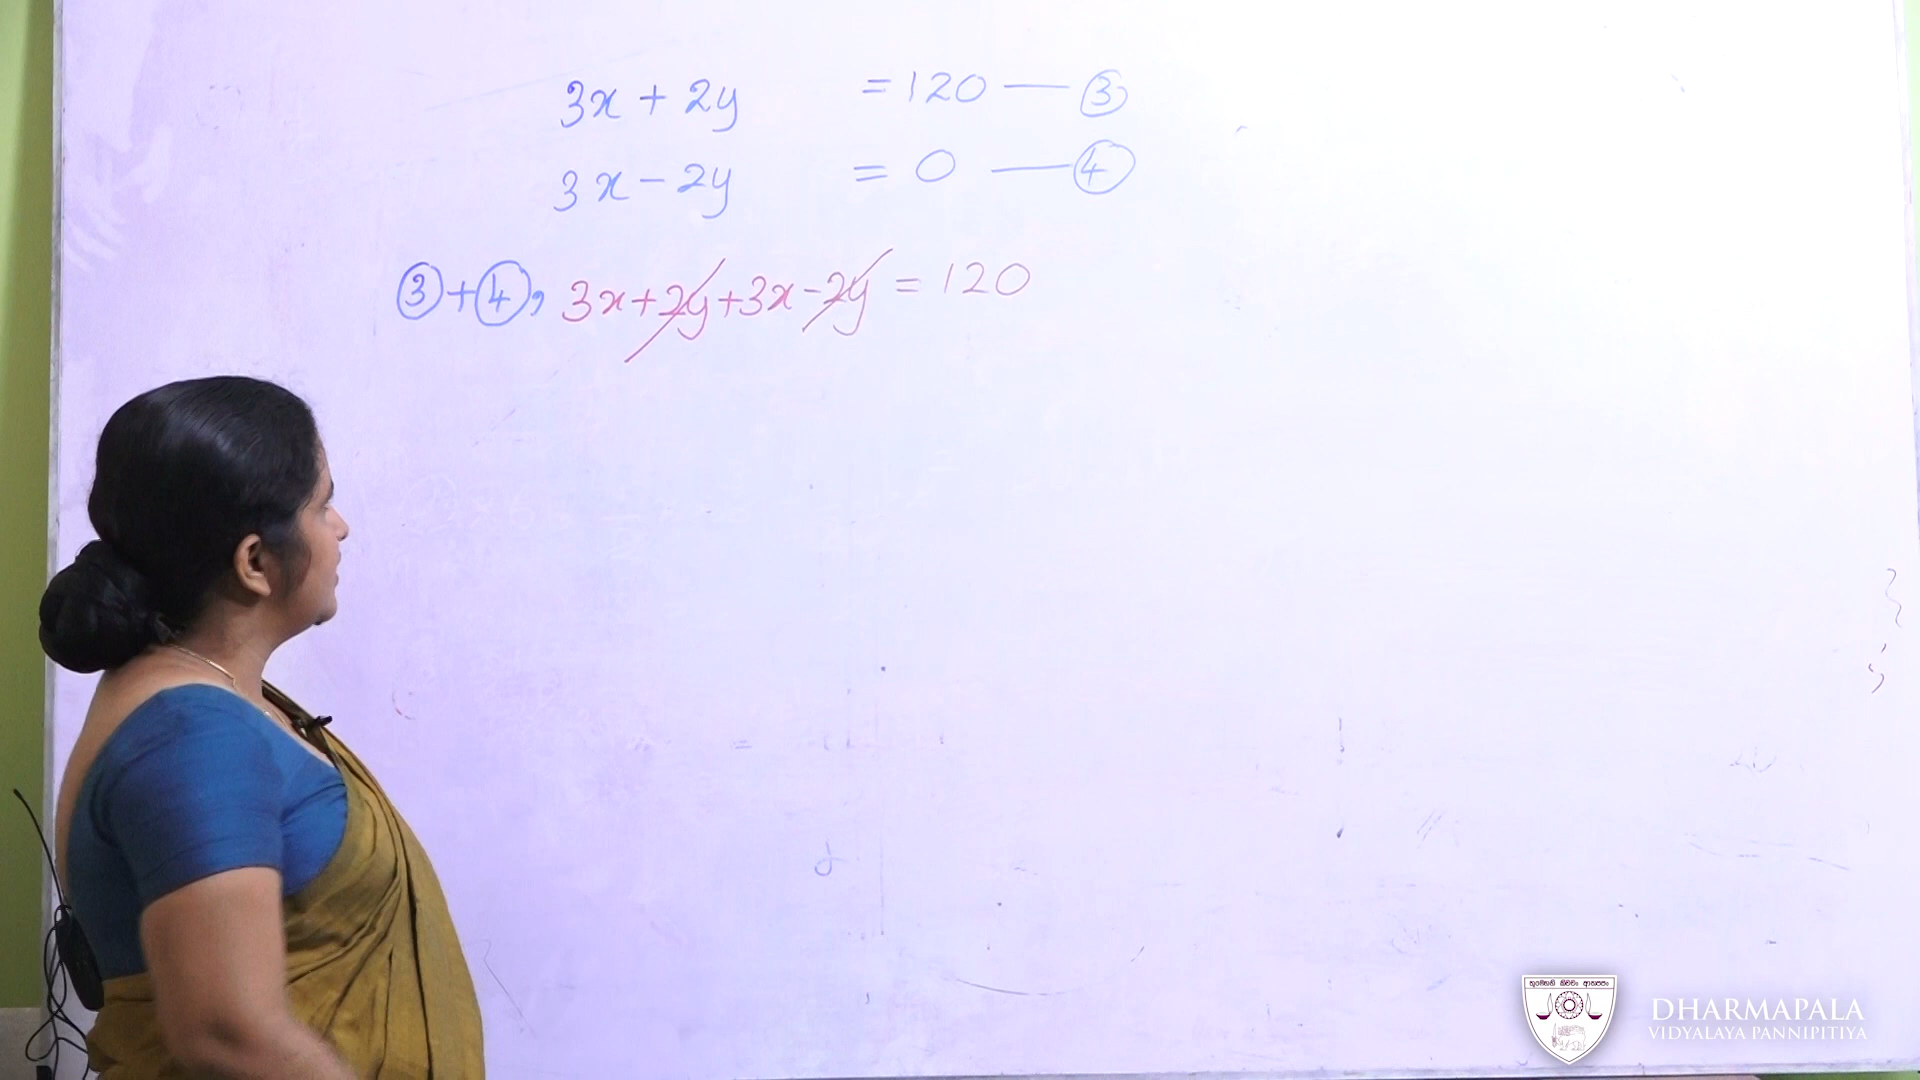 3x + 2y = 120 — ③
3x - 2y = 0 — ④
③+④, 3x+2y+3x-2y = 120
DHARMAPALA
VIDYALAYA PANNIPITIYA